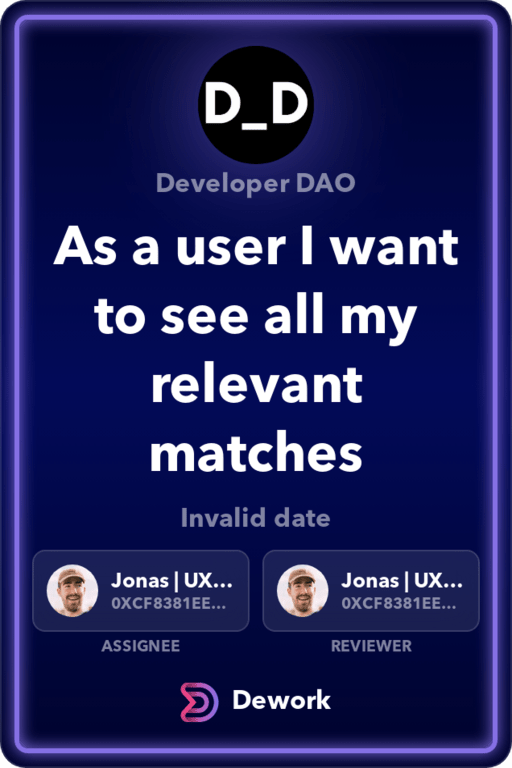 D_D
Developer DAO
As a user I want
to see all my
relevant
matches
Invalid date
Jonas | UX...
0XCF8381EE...
ASSIGNEE
Jonas | UX...
0XCF8381EE...
REVIEWER
Dework